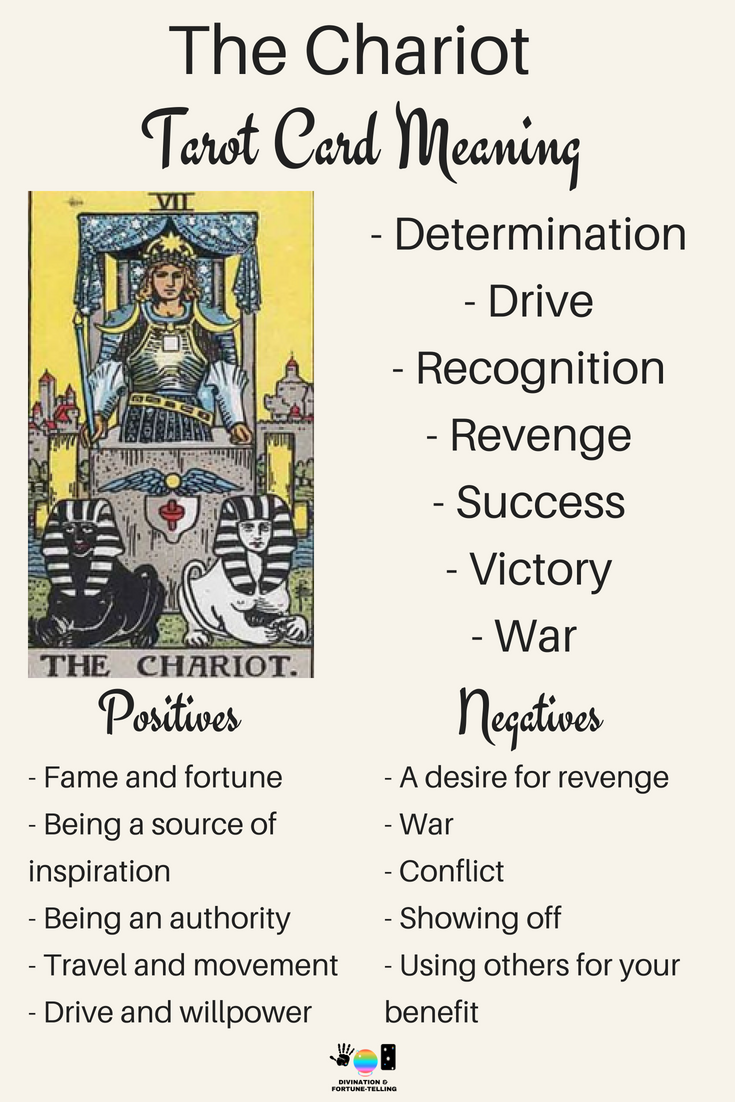 The Chariot
Tarot Card Meaning
VII
THE CHARIOT.
- Determination
- Drive
- Recognition
- Revenge
- Success
- Victory
- War
Positives
- Fame and fortune
- Being a source of
inspiration
- Being an authority
- Travel and movement
- Drive and willpower
Negatives
- A desire for revenge
- War
- Conflict
- Showing off
- Using others for your
benefit
DIVINATION &
FORTUNE-TELLING